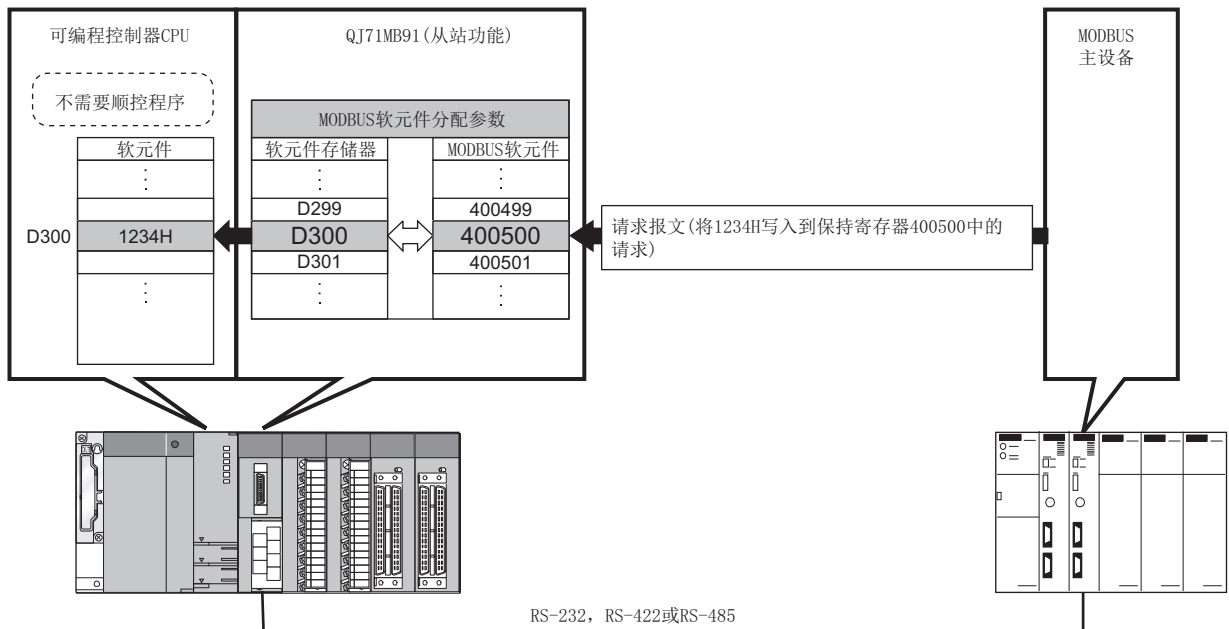 可编程控制器CPU
QJ71MB91(从站功能)
MODBUS
主设备
不需要顺控程序
MODBUS软元件分配参数
软元件
软元件存储器
MODBUS软元件
D299
400499
D300
1234H
D300
400500
D301
400501
请求报文(将1234H写入到保持寄存器400500中的
请求)
RS-232, RS-422或RS-485